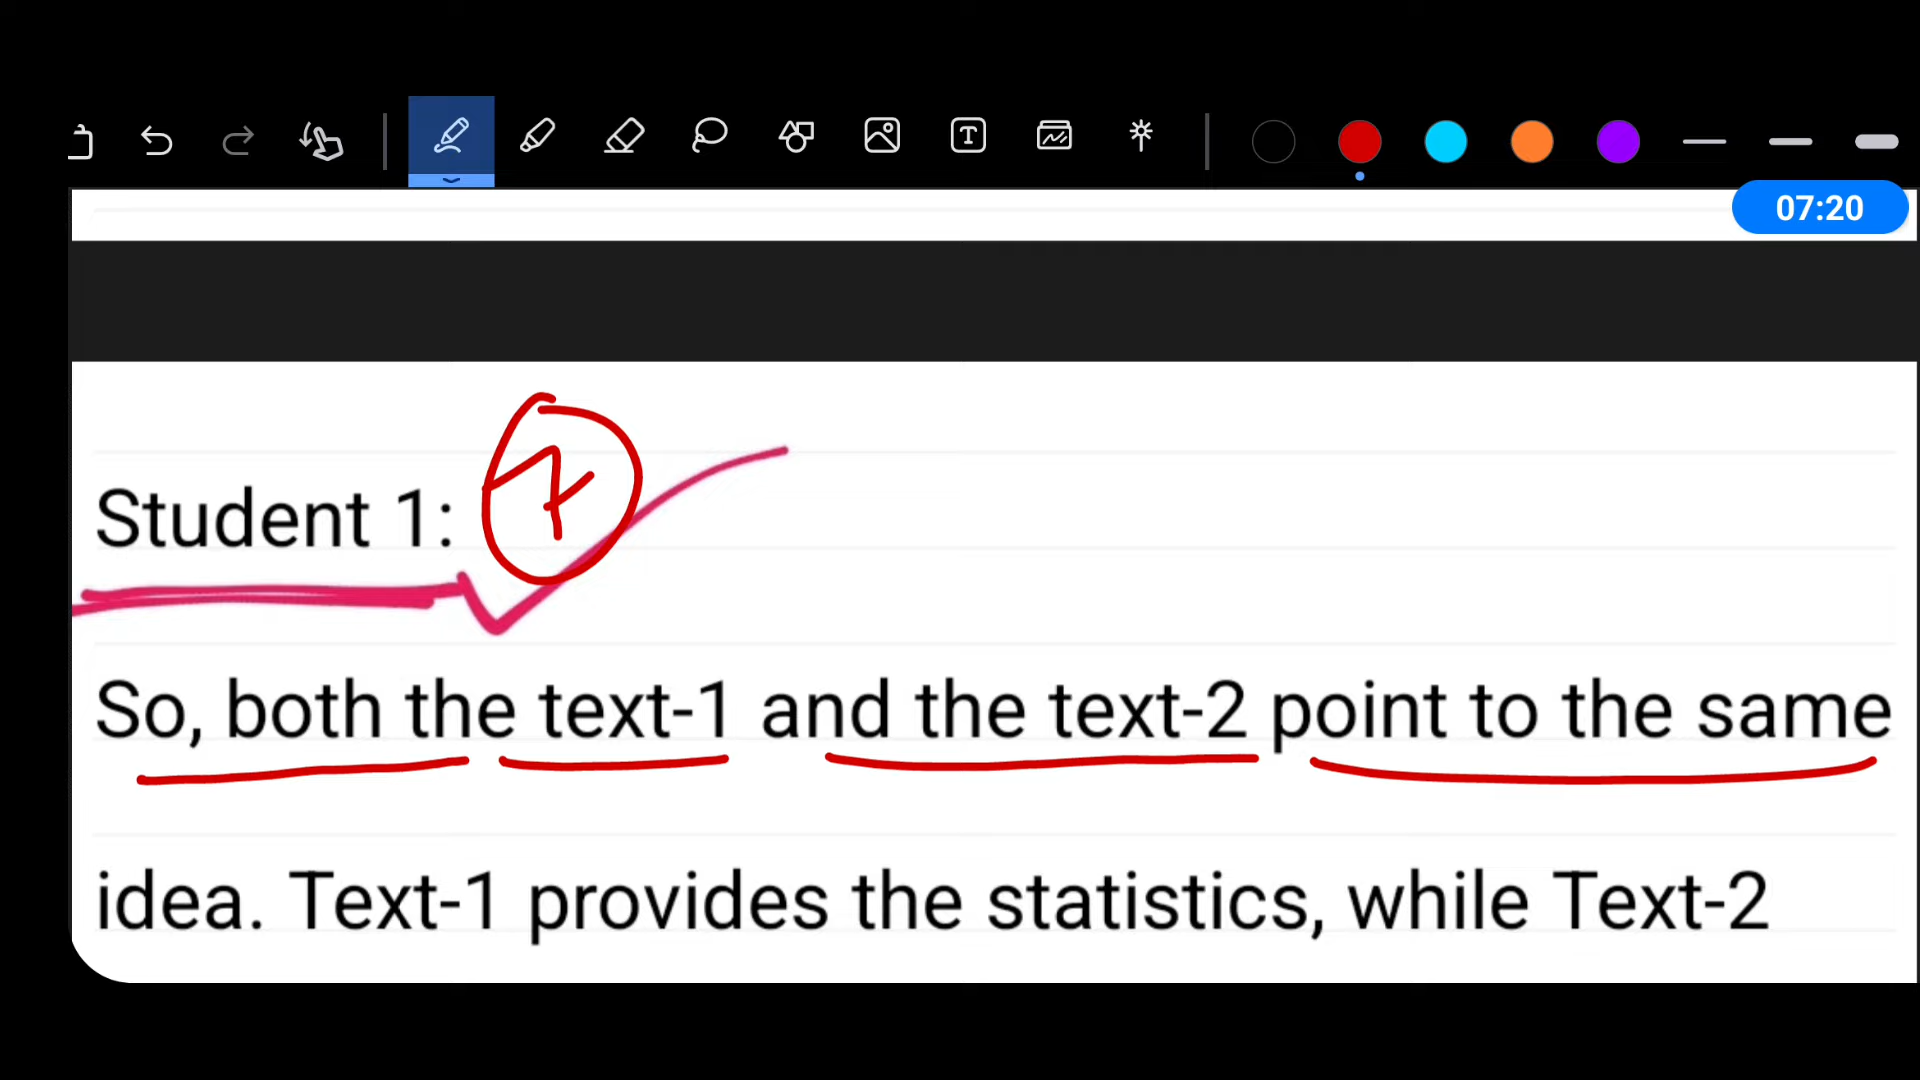 07:20
Student 1:
So, both the text-1 and the text-2 point to the same
idea. Text-1 provides the statistics, while Text-2